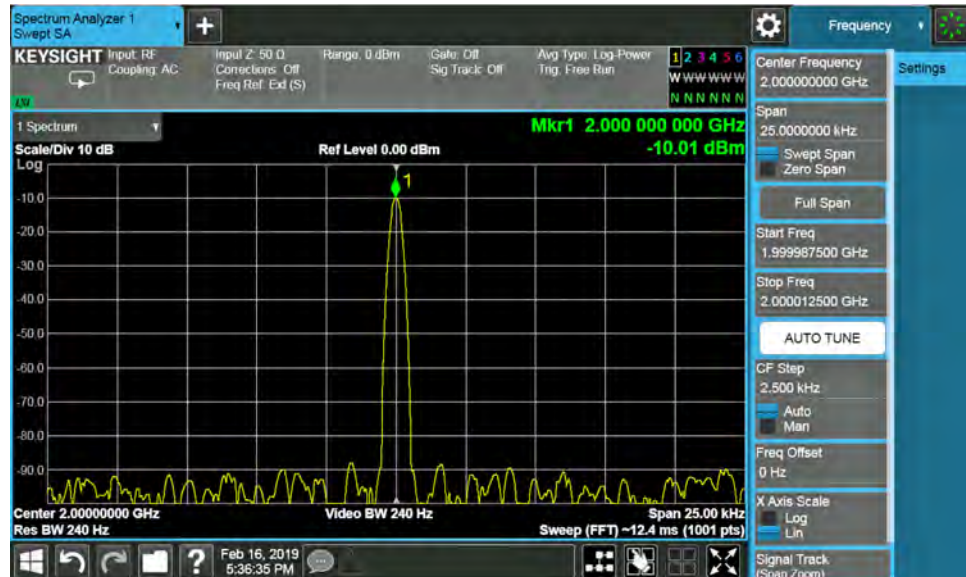 Spectrum Analyzer 1
Swept SA
+
Frequency
KEYSIGHT
Input: RF
Coupling: AC
Input Z: 50 Ω
Corrections: Off
Freq Ref: Ext (S)
Range: 0 dBm
Gate: Off
Sig Track: Off
Avg Type: Log-Power
Trig: Free Run
1 2 3 4 5 6
W W W W W W
N N N N N N
1 Spectrum
Scale/Div 10 dB
Ref Level 0.00 dBm
Mkr1 2.000 000 000 GHz
-10.01 dBm
Log
1
-10.0
-20.0
-30.0
-40.0
-50.0
-60.0
-70.0
-80.0
-90.0
Center 2.00000000 GHz
Video BW 240 Hz
Span 25.00 kHz
Res BW 240 Hz
Sweep (FFT) ~12.4 ms (1001 pts)
Center Frequency
2.000000000 GHz
Span
25.0000000 kHz
Swept Span
Zero Span
Full Span
Start Freq
1.999987500 GHz
Stop Freq
2.000012500 GHz
AUTO TUNE
CF Step
2.500 kHz
Auto
Man
Freq Offset
0 Hz
X Axis Scale
Log
Lin
Signal Track
(Span Zoom)
Settings
?
Feb 16, 2019
5:36:35 PM